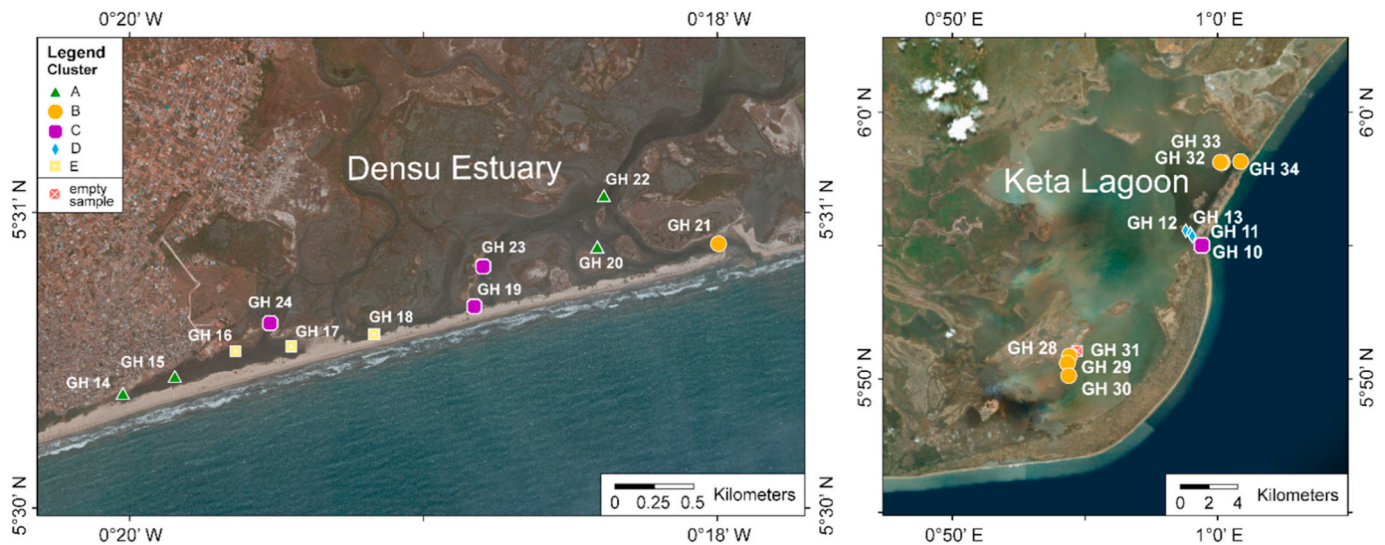 0°20' W
0°18' W
0°50' E
1°0' E
Legend
Cluster
A
B
C
D
E
empty
sample
Densu Estuary
GH 22
GH 21
GH 20
GH 23
GH 19
GH 24
GH 18
GH 17
GH 16
GH 15
GH 14
5°31' N
5°31' N
5°30' N
5°30' N
0 0.25 0.5 Kilometers
0°20' W
0°18' W
6°0' N
6°0' N
Keta Lagoon
GH 33
GH 32
GH 34
GH 13
GH 12
GH 11
GH 10
GH 28
GH 31
GH 29
GH 30
5°50' N
5°50' N
0 2 4 Kilometers
0°50' E
1°0' E